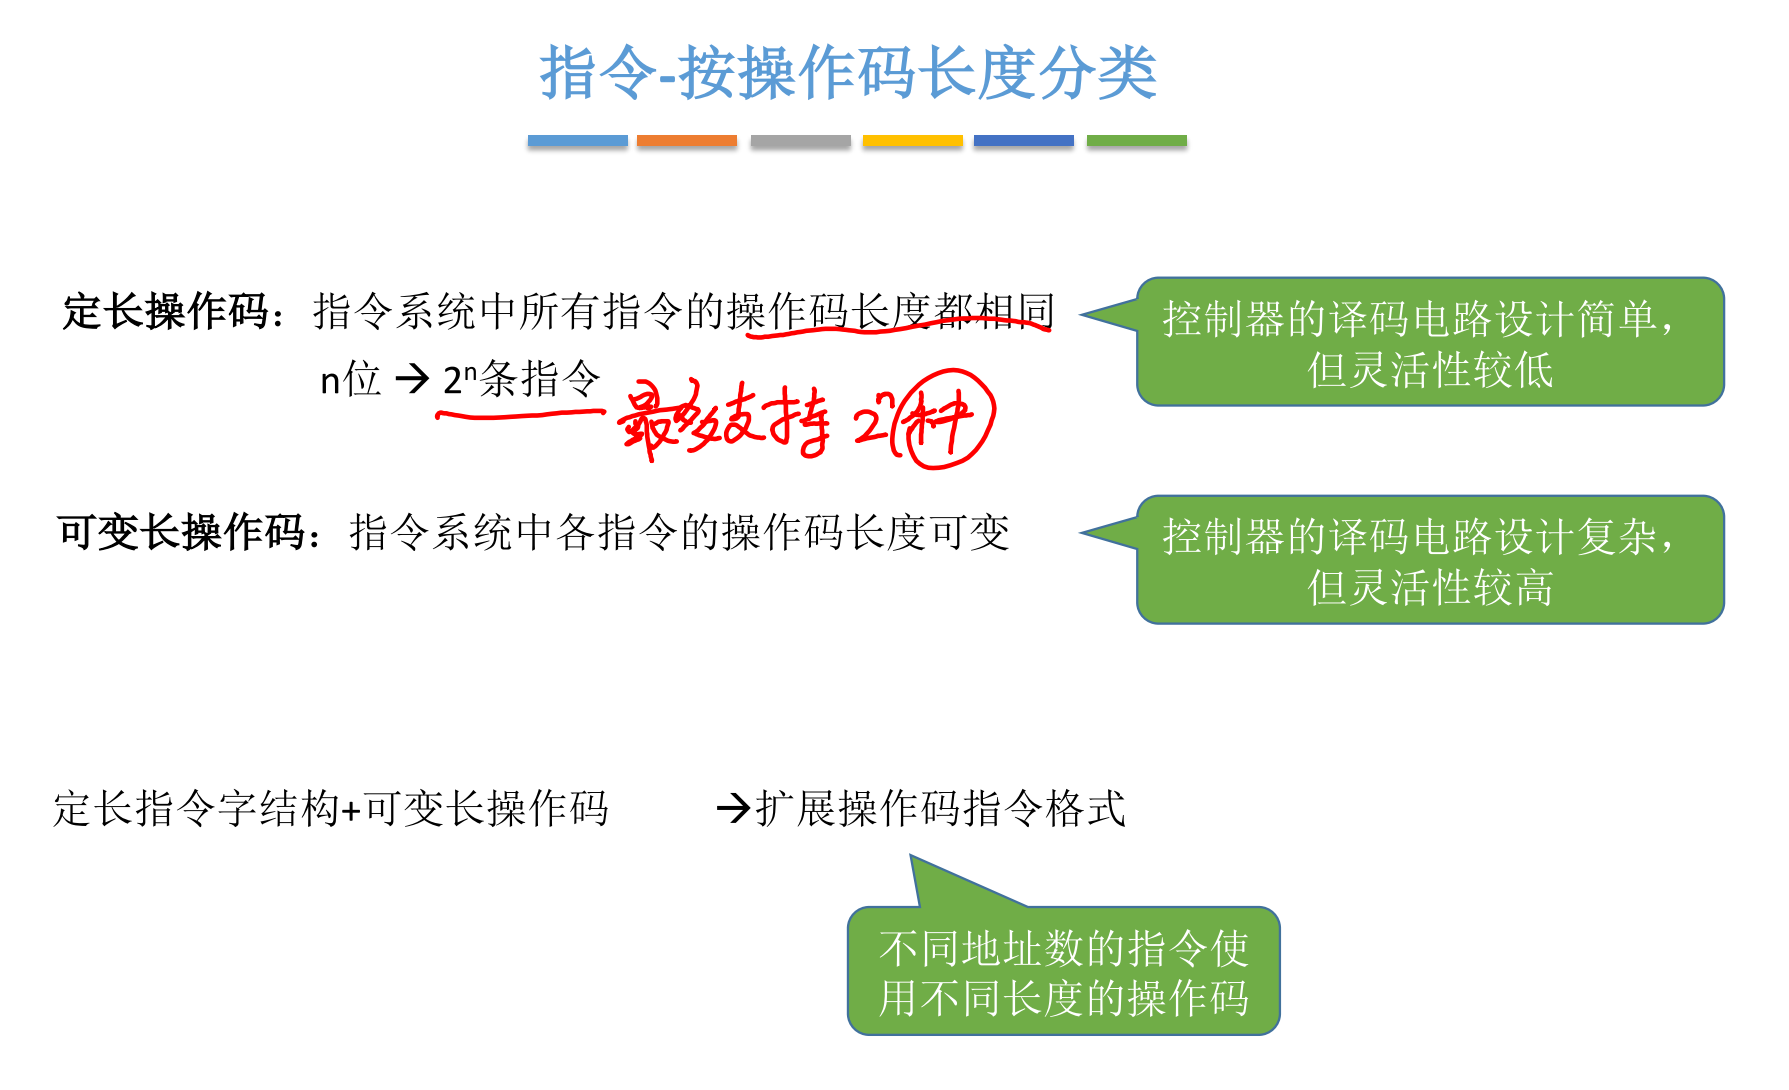 指令-按操作码长度分类
定长操作码：指令系统中所有指令的操作码长度都相同
控制器的译码电路设计简单，
但灵活性较低
n位 → 2ⁿ条指令
最多支持 2ⁿ种
可变长操作码：指令系统中各指令的操作码长度可变
控制器的译码电路设计复杂，
但灵活性较高
定长指令字结构+可变长操作码 →扩展操作码指令格式
不同地址数的指令使
用不同长度的操作码